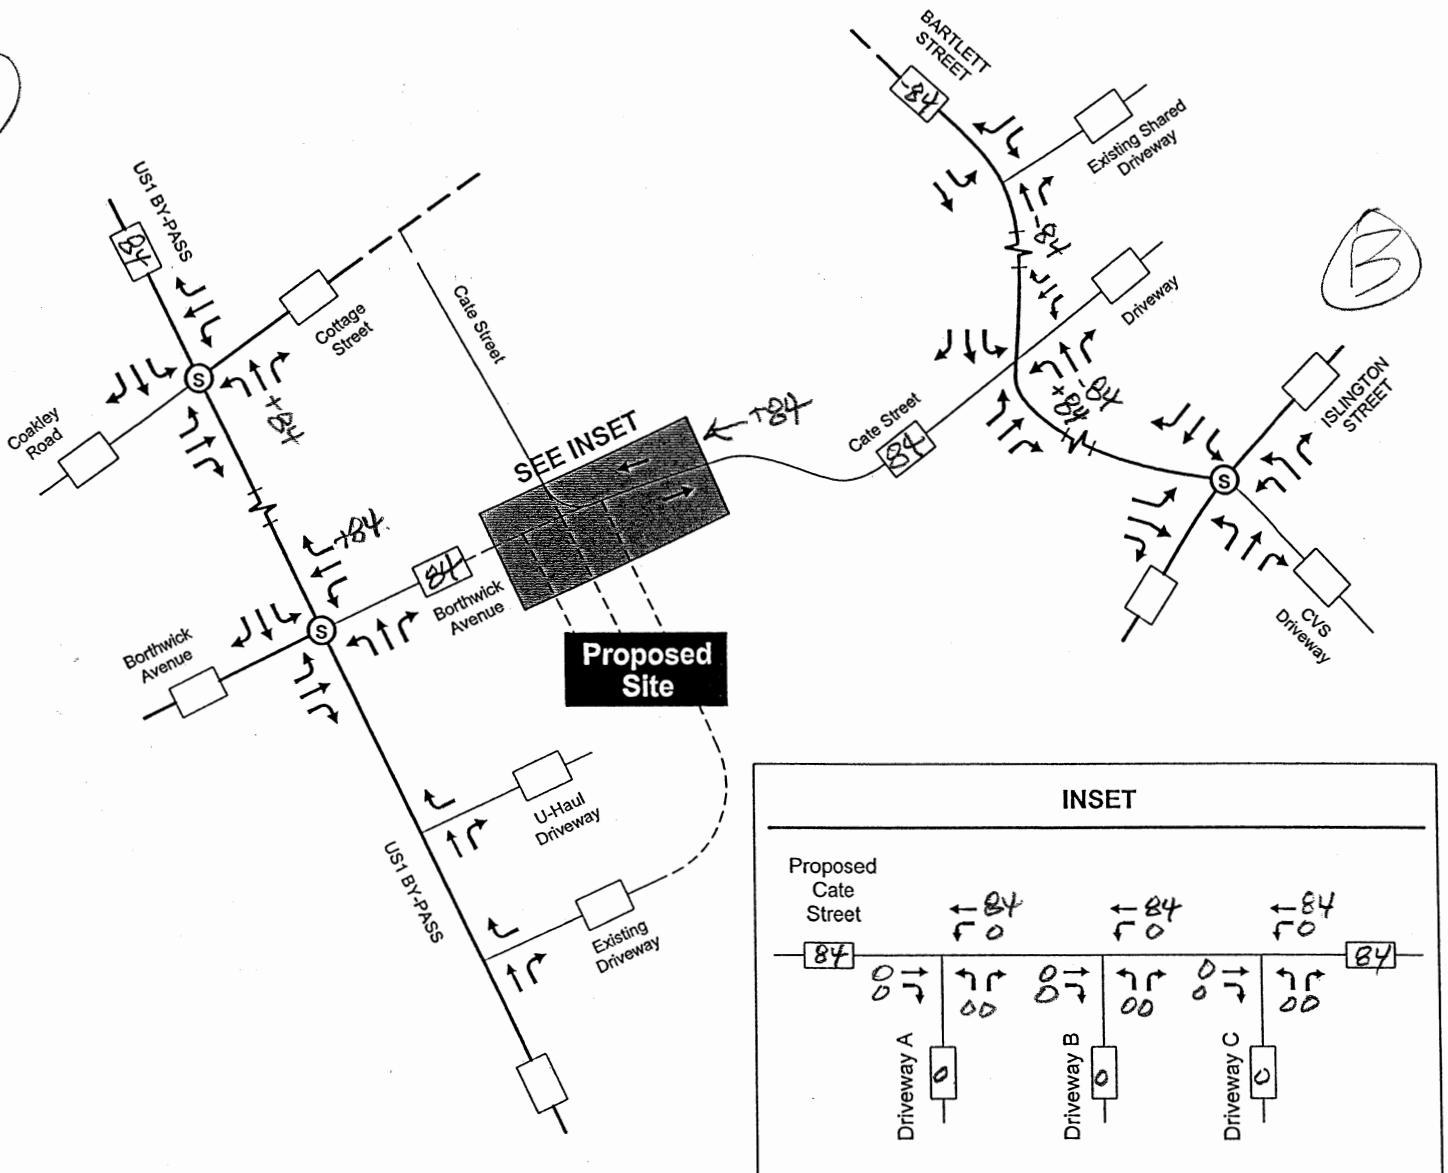 BARTLETT
STREET
-84
Existing Shared
Driveway
US1 BY-PASS
84
-84
B
Cottage
Street
Cate Street
Driveway
S
+84
-84
+84
ISLINGTON
STREET
Coakley
Road
Cate Street
84
+84
SEE INSET
S
+84
84
Borthwick
Avenue
S
Borthwick
Avenue
CVS
Driveway
Proposed
Site
U-Haul
Driveway
US1 BY-PASS
Existing
Driveway
INSET
Proposed
Cate
Street
84
0
84
0
84
0
84
84
0
0
00
0
0
00
0
0
00
Driveway A
0
Driveway B
0
Driveway C
0